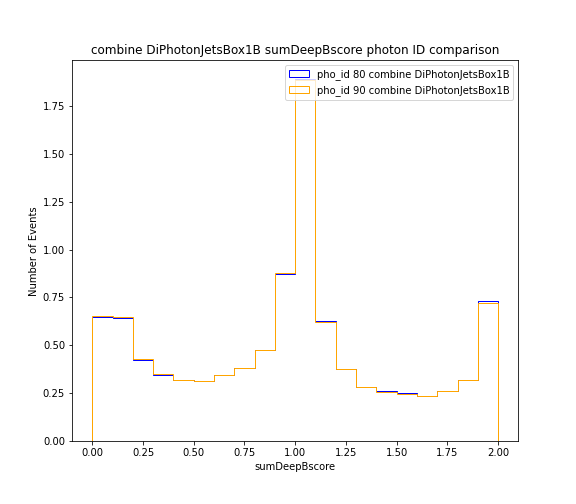 combine DiPhotonJetsBox1B sumDeepBscore photon ID comparison
pho_id 80 combine DiPhotonJetsBox1B
pho_id 90 combine DiPhotonJetsBox1B
Number of Events
1.75
1.50
1.25
1.00
0.75
0.50
0.25
0.00
0.00 0.25 0.50 0.75 1.00 1.25 1.50 1.75 2.00
sumDeepBscore